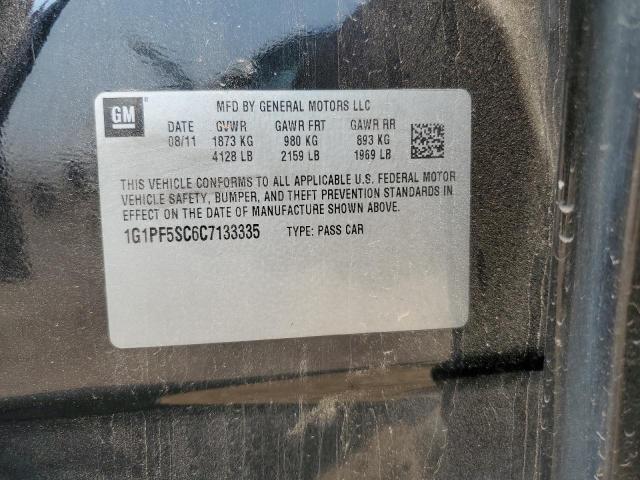 GM
MFD BY GENERAL MOTORS LLC
DATE GVWR GAWR FRT GAWR RR
08/11 1873 KG 980 KG 893 KG
4128 LB 2159 LB 1969 LB
THIS VEHICLE CONFORMS TO ALL APPLICABLE U.S. FEDERAL MOTOR
VEHICLE SAFETY, BUMPER, AND THEFT PREVENTION STANDARDS IN
EFFECT ON THE DATE OF MANUFACTURE SHOWN ABOVE.
1G1PF5SC6C7133335 TYPE: PASS CAR